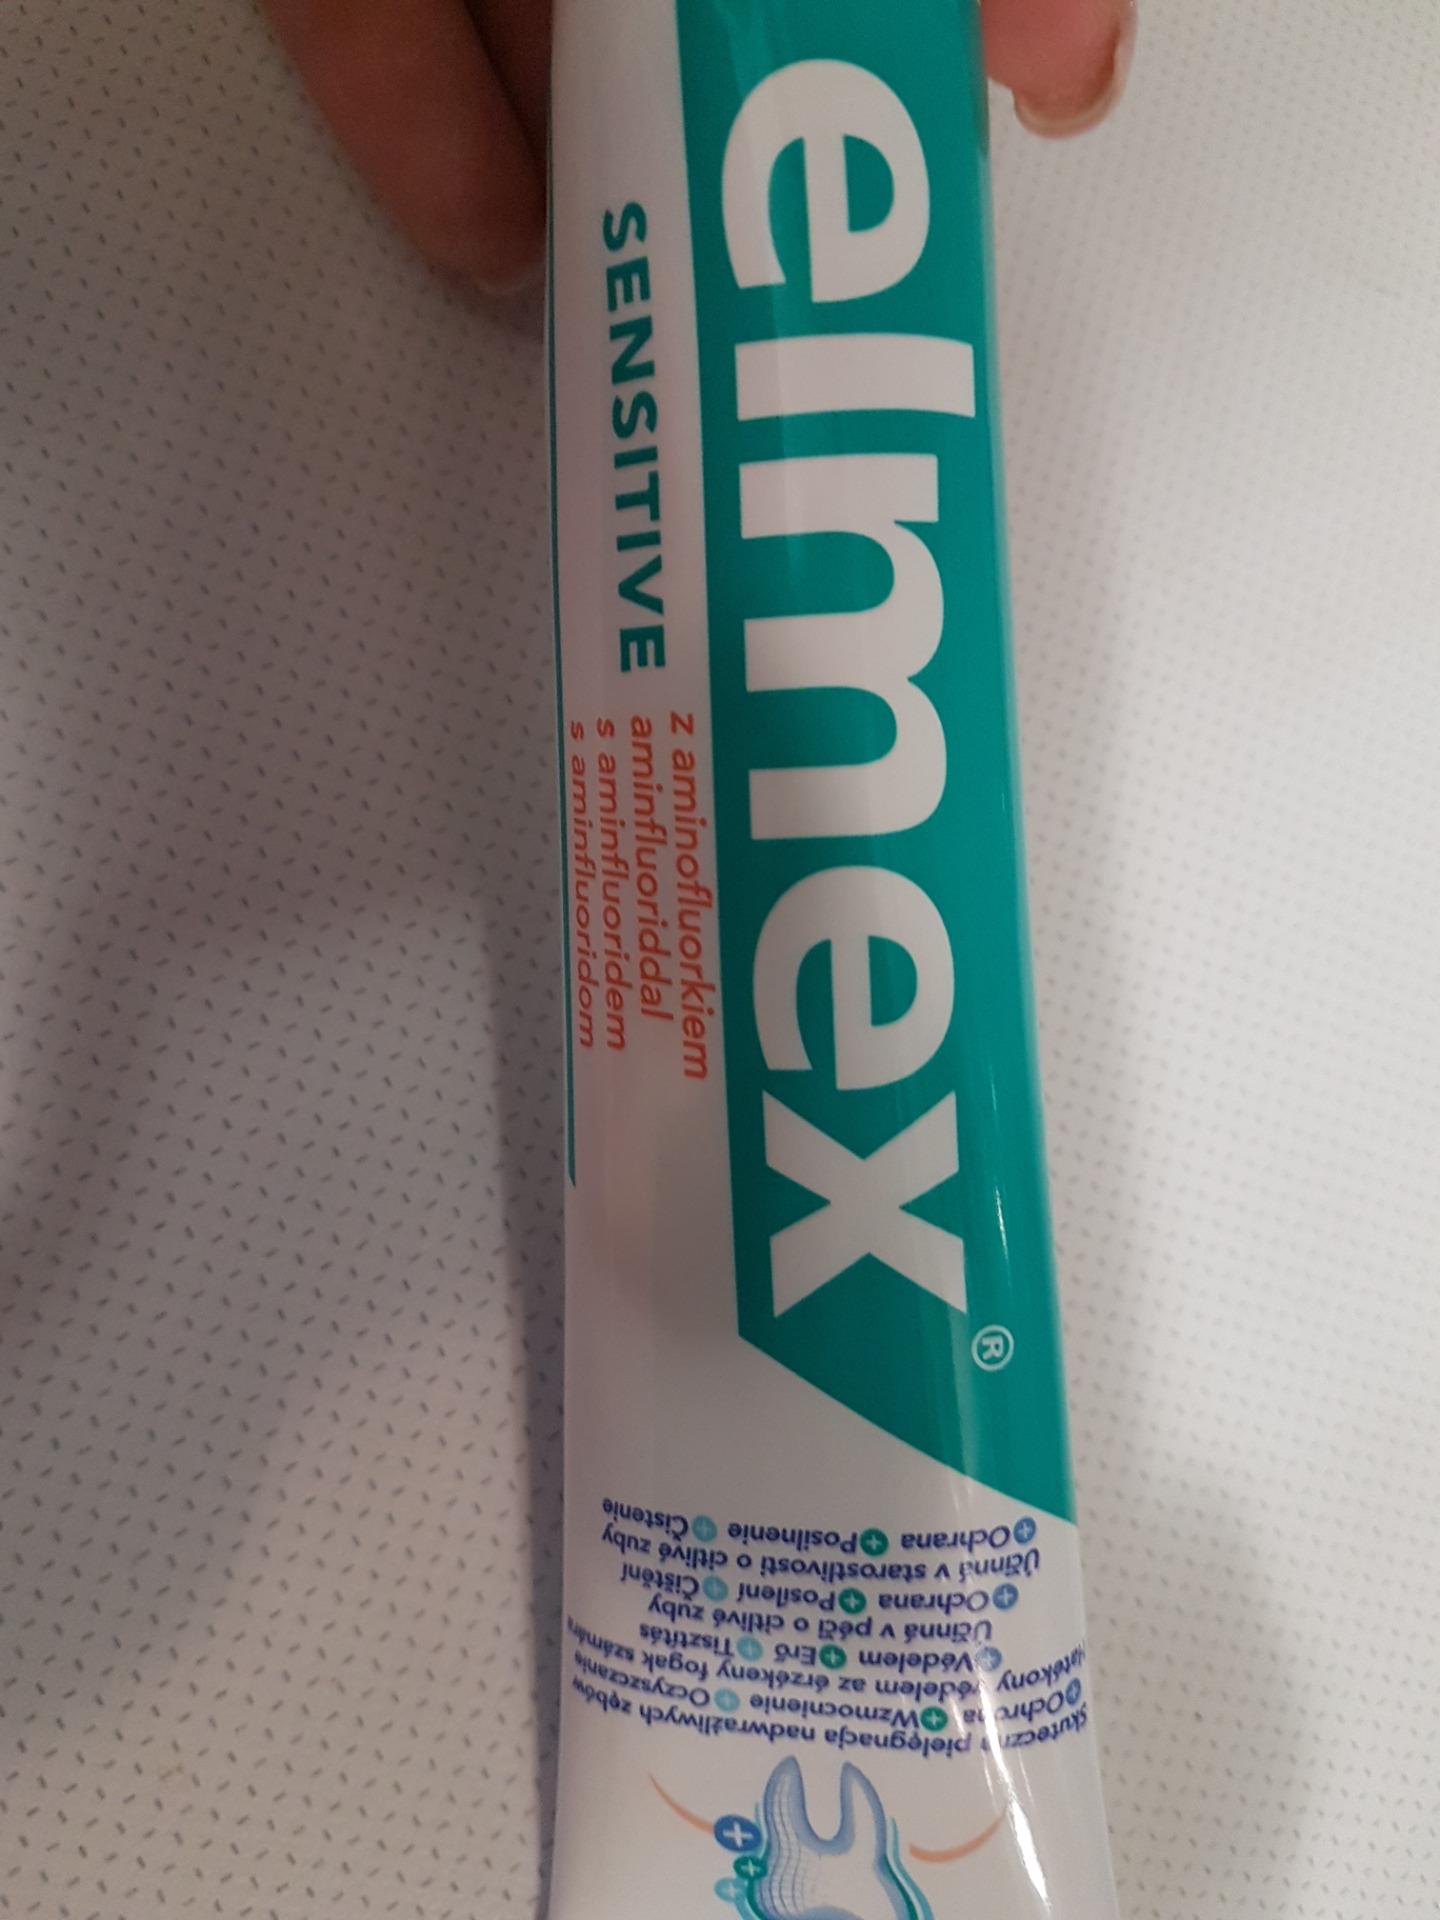 elmex®
SENSITIVE
z aminofluorkiem
aminfluoriddal
s aminfluoridem
s aminfluoridom
pielęgnacja nadwrażliwych zębów
Ochrona Wzmocnienie Oczyszczanie
Hatékony védelem az érzékeny fogak számára
Védelem Erő Tisztítás
Účinná v péči o citlivé zuby
Ochrana Posílení Čištění
Účinná v starostlivosti o citlivé zuby
Ochrana Posilnenie Čistenie